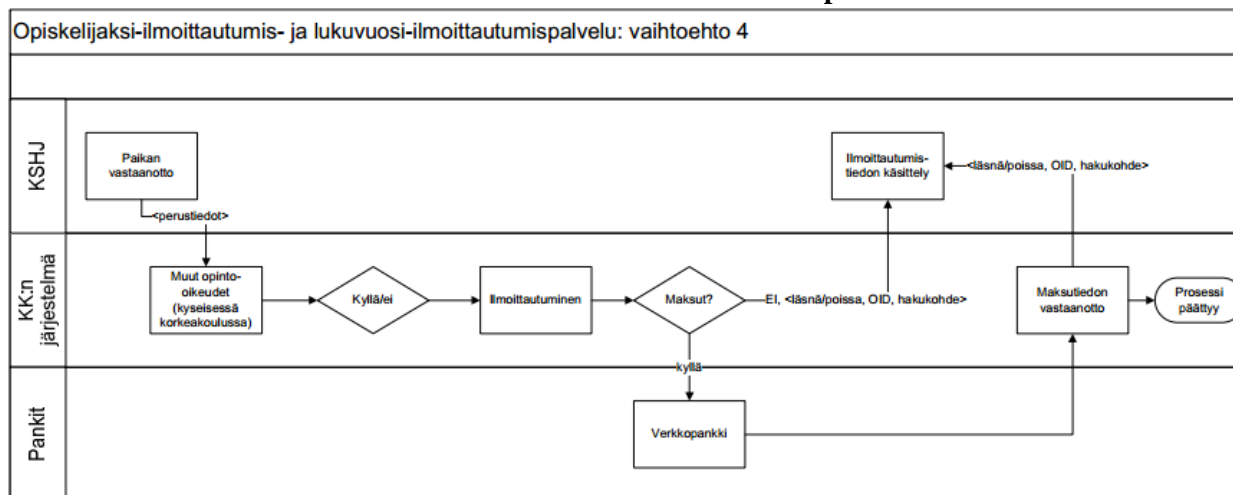 Opiskelijaksi-ilmoittautumis- ja lukuvuosi-ilmoittautumispalvelu: vaihtoehto 4
KSHJ
Paikan
vastaanotto
<perustiedot>
Ilmoittautumis-
tiedon käsittely
<läsnä/poissa, OID, hakukohde>
KK:n
järjestelmä
Muut opinto-
oikeudet
(kyseisessä
korkeakoulussa)
Kyllä/ei
Ilmoittautuminen
Maksut?
EI, <läsnä/poissa, OID, hakukohde>
Maksutiedon
vastaanotto
Prosessi
päättyy
kyllä
Pankit
Verkkopankki